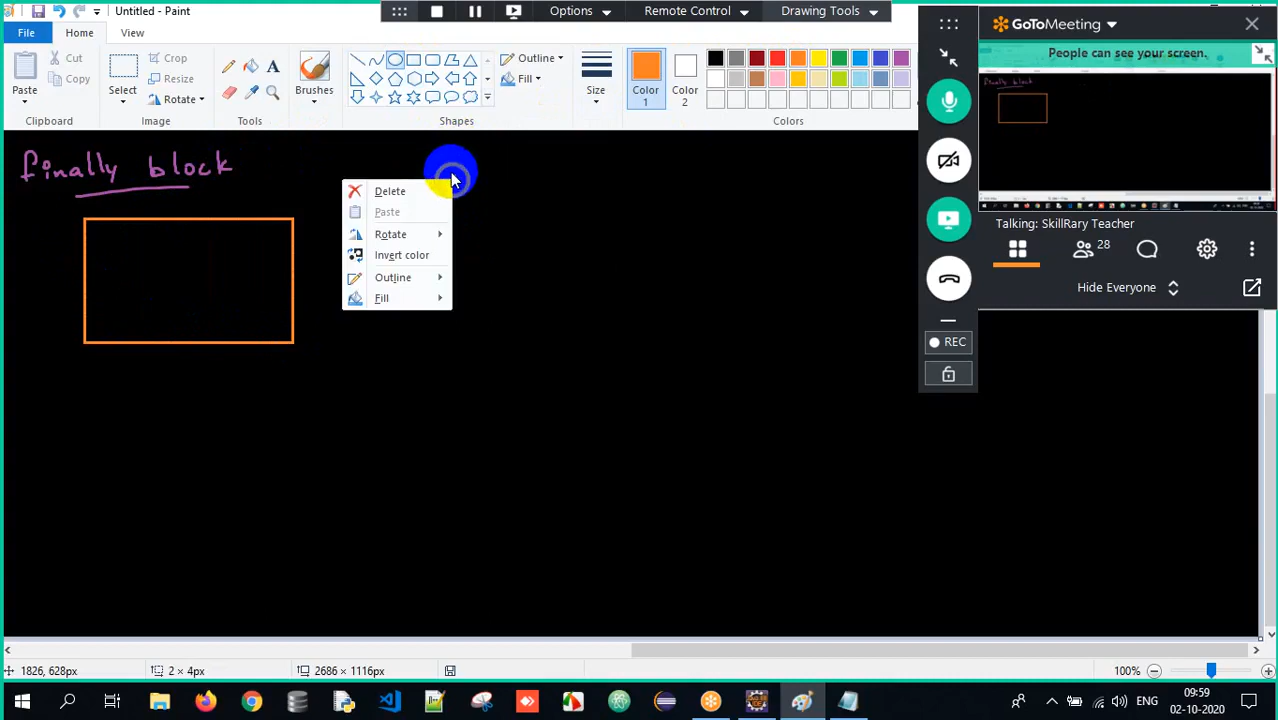 Untitled - Paint
Options
Remote Control
Drawing Tools
GoToMeeting
File
Home
View
People can see your screen.
Paste
Cut
Copy
Clipboard
Select
Crop
Resize
Rotate
Image
A
Tools
Brushes
Shapes
Outline
Fill
Size
Color 1
Color 2
Colors
finally block
Delete
Paste
Rotate
Invert color
Outline
Fill
finally block
Talking: SkillRary Teacher
28
Hide Everyone
REC
1826, 628px
2 × 4px
2686 × 1116px
100%
ENG
09:59
02-10-2020